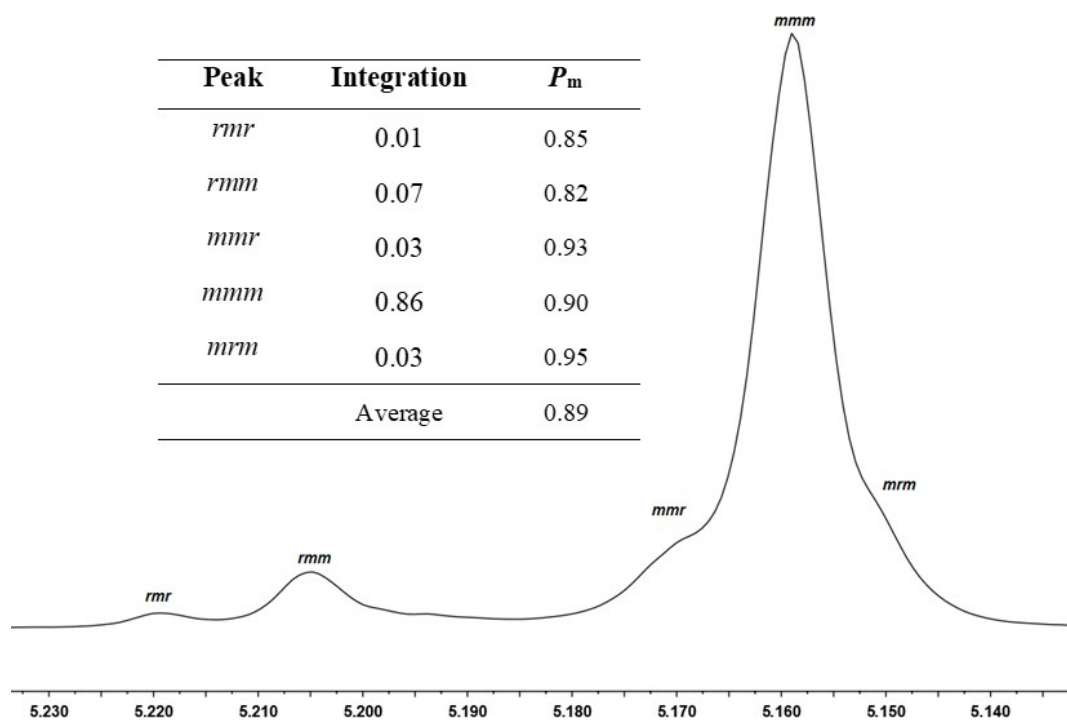 mmm
Peak Integration Pm
rmr 0.01 0.85
rmm 0.07 0.82
mmr 0.03 0.93
mmm 0.86 0.90
mrm 0.03 0.95
Average 0.89
mrm
mmr
rmm
rmr
5.230 5.220 5.210 5.200 5.190 5.180 5.170 5.160 5.150 5.140